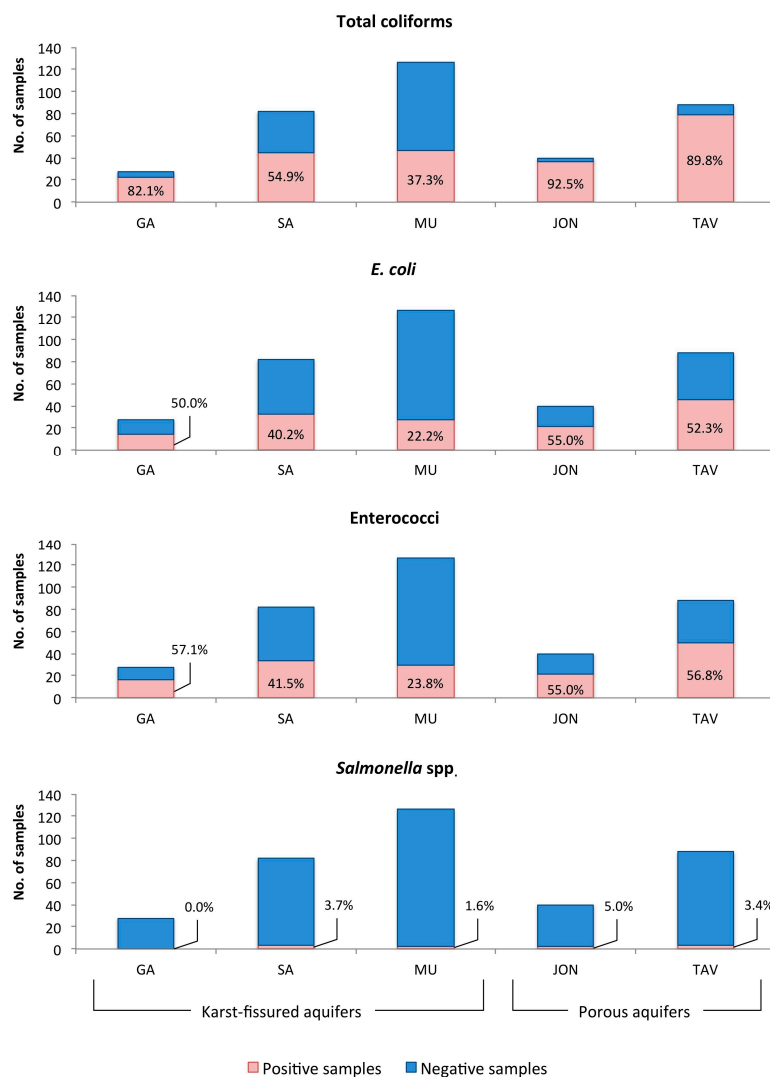 Total coliforms
No. of samples
140
120
100
80
60
40
20
0
82.1%
54.9%
37.3%
92.5%
89.8%
GA
SA
MU
JON
TAV
E. coli
No. of samples
140
120
100
80
60
40
20
0
50.0%
40.2%
22.2%
55.0%
52.3%
GA
SA
MU
JON
TAV
Enterococci
No. of samples
140
120
100
80
60
40
20
0
57.1%
41.5%
23.8%
55.0%
56.8%
GA
SA
MU
JON
TAV
Salmonella spp.
No. of samples
140
120
100
80
60
40
20
0
0.0%
3.7%
1.6%
5.0%
3.4%
GA
SA
MU
JON
TAV
Karst-fissured aquifers
Porous aquifers
Positive samples
Negative samples